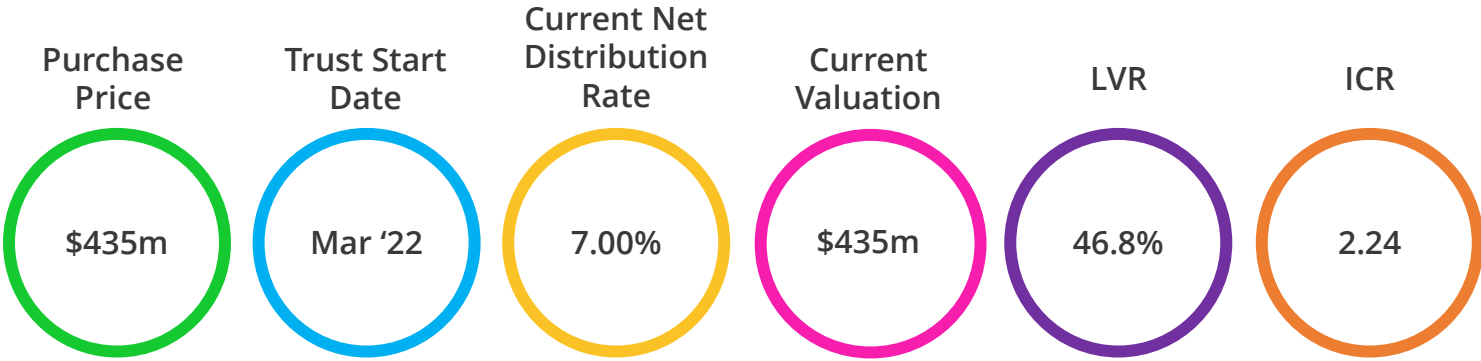 Purchase
Price
Trust Start
Date
Current Net
Distribution
Rate
Current
Valuation
LVR
ICR
$435m
Mar ‘22
7.00%
$435m
46.8%
2.24